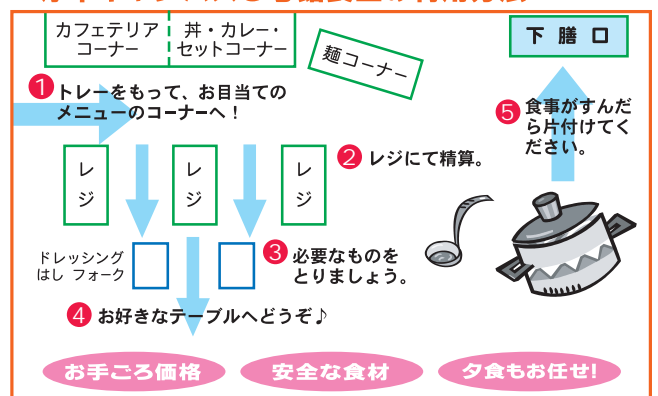 カフェテリア
コーナー
丼・カレー・
セットコーナー
麺コーナー
下膳口
❶トレーをもって、お目当ての
メニューのコーナーへ！
❺食事がすんだ
ら片付けてく
ださい。
レジ
レジ
レジ
❷レジにて精算。
ドレッシング
はし フォーク
❸必要なものを
とりましょう。
❹お好きなテーブルへどうぞ♪
お手ごろ価格
安全な食材
夕食もお任せ!